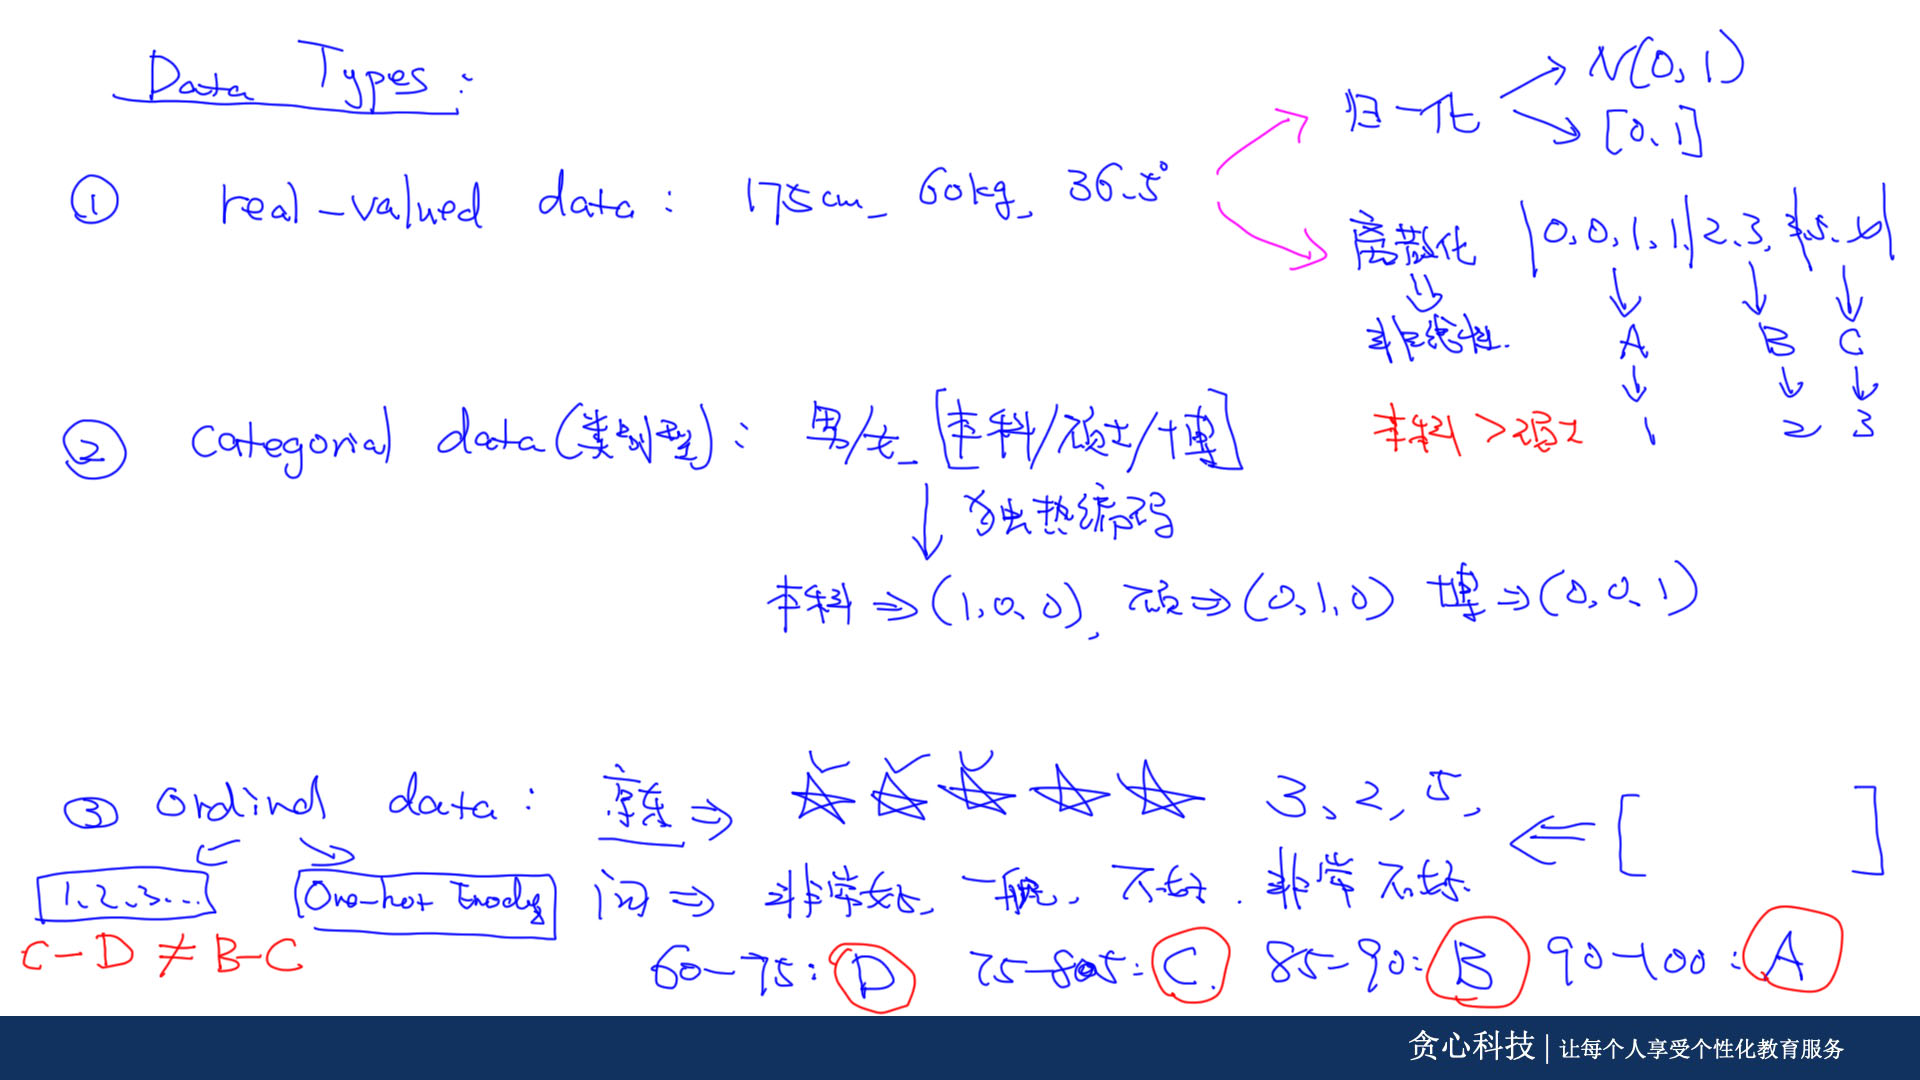 Data Types:
归一化 → N(0,1)
→ [0,1]
① real-valued data: 175cm、60kg、36.5°
离散化 |0,0,1,1,|2,3,3|,5,6|
⇓ ↓ ↓ ↓
非线性. A B C
↓ ↓ ↓
本科 > 硕士 1 2 3
② categorial data(类别型): 男/女、[本科/硕士/博]
↓ 独热编码
本科 ⇒ (1,0,0), 硕 ⇒ (0,1,0) 博 ⇒ (0,0,1)
③ ordinal data: 京东 ⇒ ☆☆☆☆☆ 3、2,5,
⇐ [ ]
1,2,3... One-hot Encoding 问 ⇒ 非常好、一般、不好、非常不好.
C-D ≠ B-C
60-75: D 75-85: C. 85-90: B 90-100: A
贪心科技 | 让每个人享受个性化教育服务